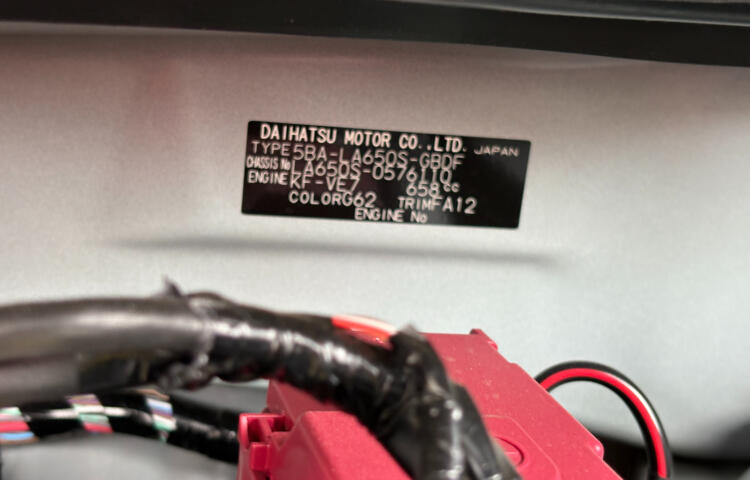 DAIHATSU MOTOR CO.,LTD. JAPAN
TYPE 5BA-LA650S-GBDF
CHASSIS No LA650S-0576110
ENGINE KF-VE7 658cc
COLOR G62 TRIM FA12
ENGINE No